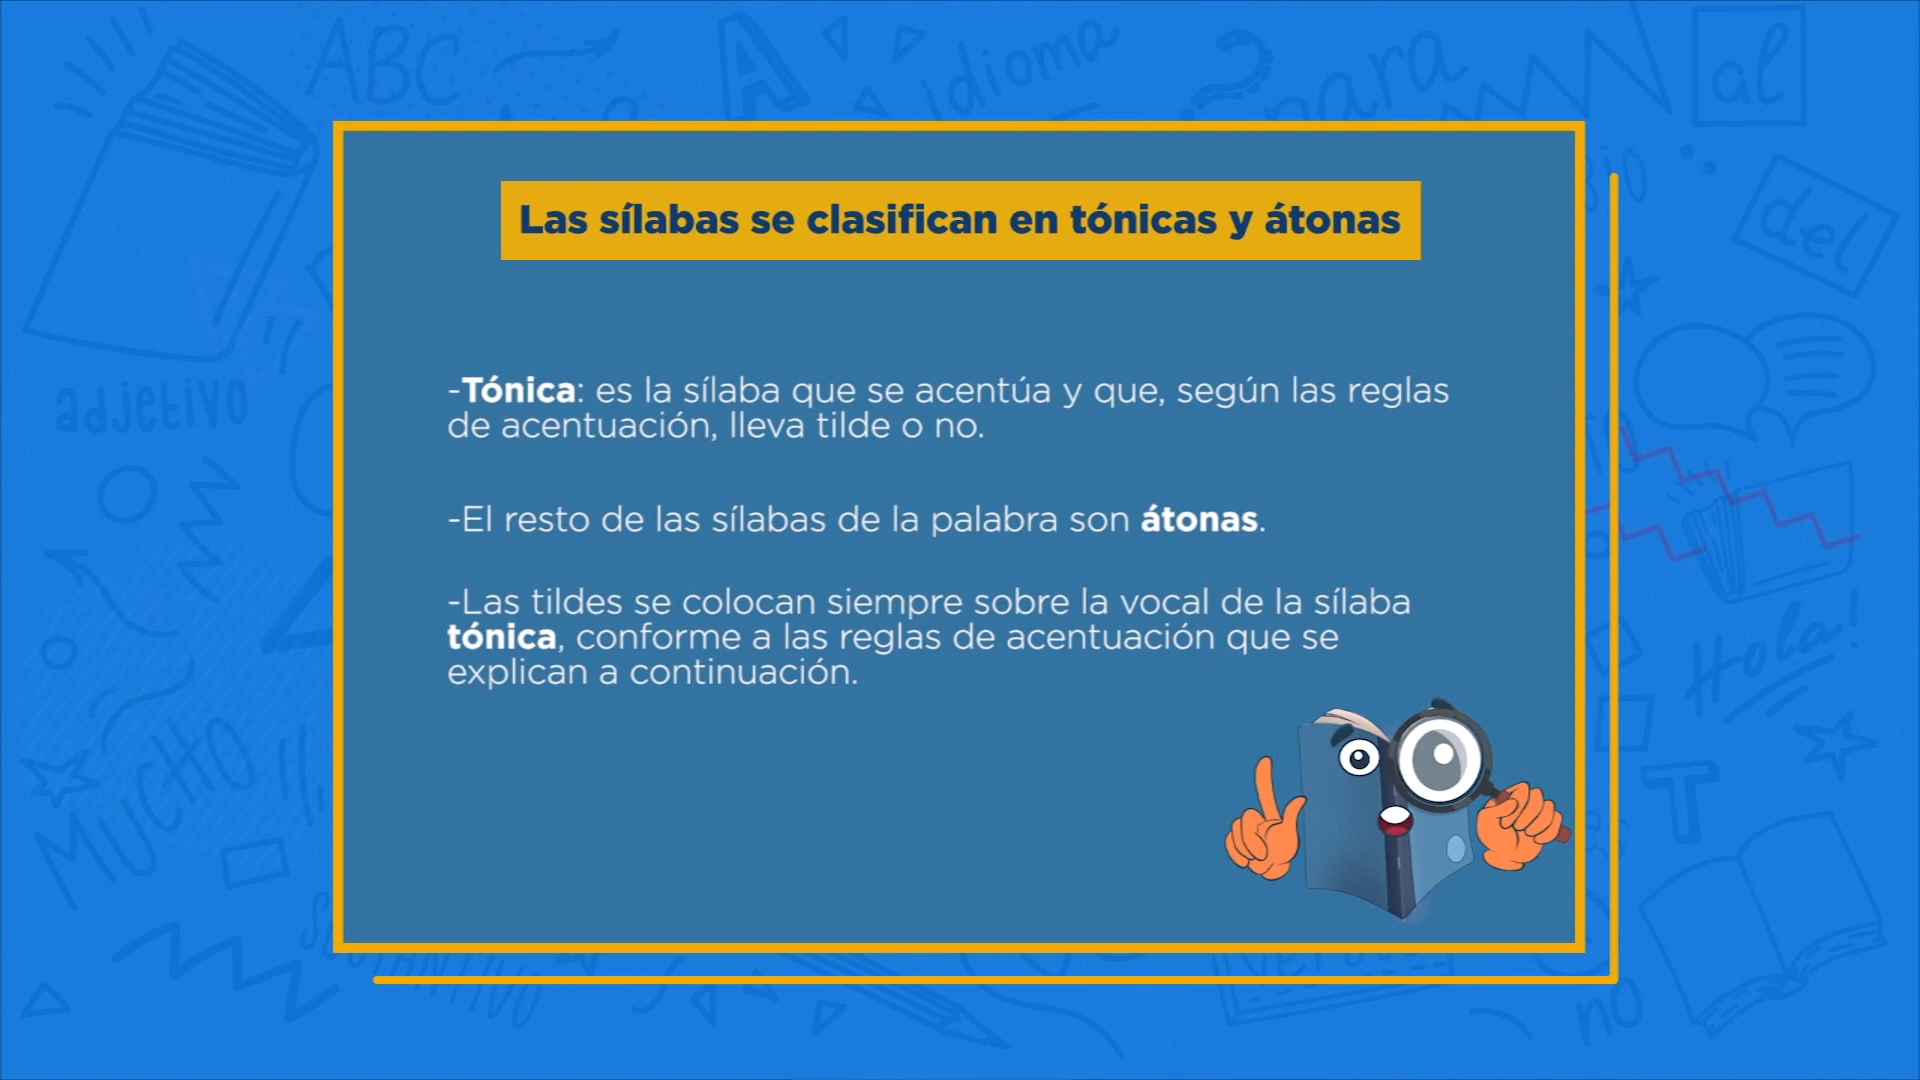 ABC
A
idioma
para
al
del
adjetivo
Las sílabas se clasifican en tónicas y átonas
-Tónica: es la sílaba que se acentúa y que, según las reglas
de acentuación, lleva tilde o no.
-El resto de las sílabas de la palabra son átonas.
-Las tildes se colocan siempre sobre la vocal de la sílaba
tónica, conforme a las reglas de acentuación que se
explican a continuación.
Hola!
MUCHO
T
no